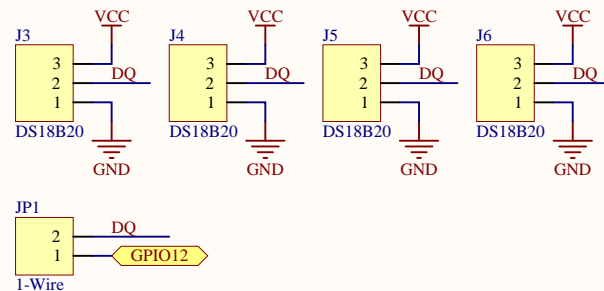 VCC VCC VCC VCC
J3 J4 J5 J6
3 3 3 3
DQ DQ DQ DQ
2 2 2 2
1 1 1 1
DS18B20 DS18B20 DS18B20 DS18B20
GND GND GND GND
JP1
DQ
2
1 GPIO12
1-Wire